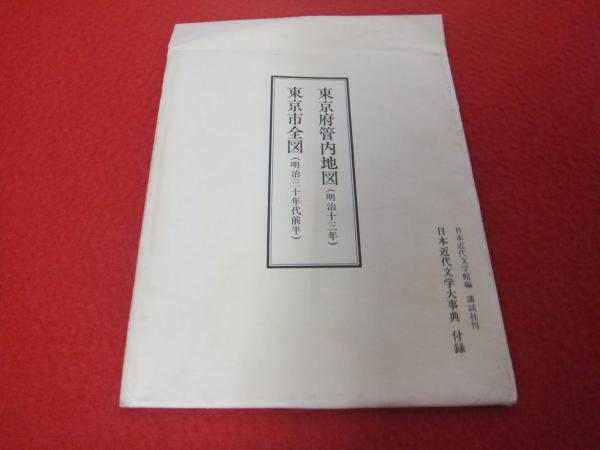 日本近代文学館編 講談社刊
日本近代文学大事典 付録
東京府管内地図(明治十三年)
東京市全図(明治三十年代前半)